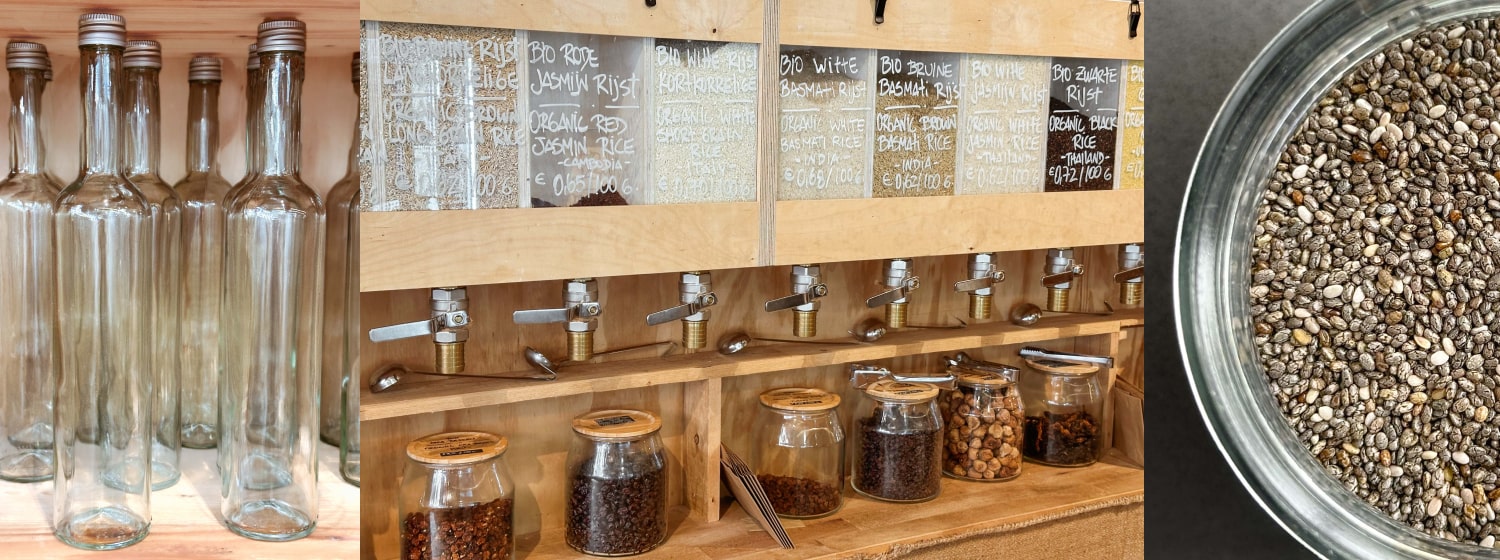 BIO BRUINE RIJST
LANGKORRELIGE
ORGANIC BROWN
LONG GRAIN RICE
BIO RODE
JASMIJN RIJST
ORGANIC RED
JASMIN RICE
-CAMBODIA-
€ 0,65/100 G
BIO WITTE RIJST
KORTKORRELIGE
ORGANIC WHITE
SHORT GRAIN
RICE
€ 0,70/100 G
BIO WITTE
BASMATI RIJST
ORGANIC WHITE
BASMATI RICE
-INDIA-
€ 0,68/100 G
BIO BRUINE
BASMATI RIJST
ORGANIC BROWN
BASMATI RICE
-INDIA-
€ 0,62/100 G
BIO WITTE
JASMIJN RIJST
ORGANIC WHITE
JASMIN RICE
-THAILAND-
€ 0,62/100 G
BIO ZWARTE
RIJST
ORGANIC BLACK
RICE
-THAILAND-
€ 0,72/100 G